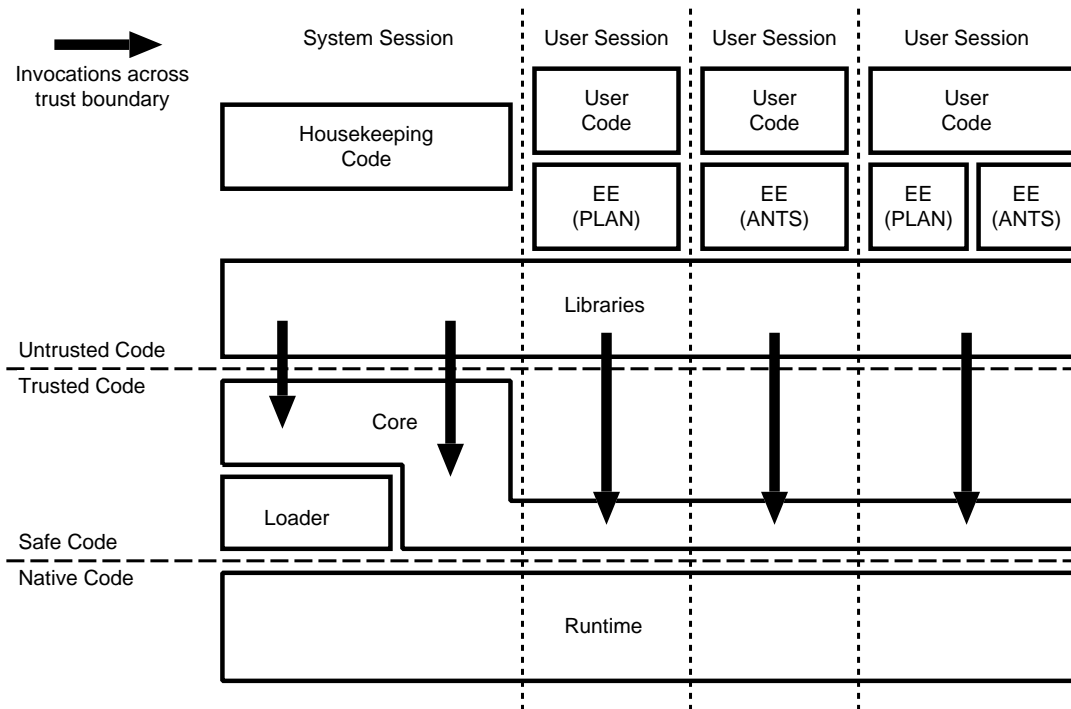 System Session
User Session
User Session
User Session
Invocations across
trust boundary
User
Code
User
Code
User
Code
Housekeeping
Code
EE
(PLAN)
EE
(ANTS)
EE
(PLAN)
EE
(ANTS)
Libraries
Untrusted Code
Trusted Code
Core
Loader
Safe Code
Native Code
Runtime